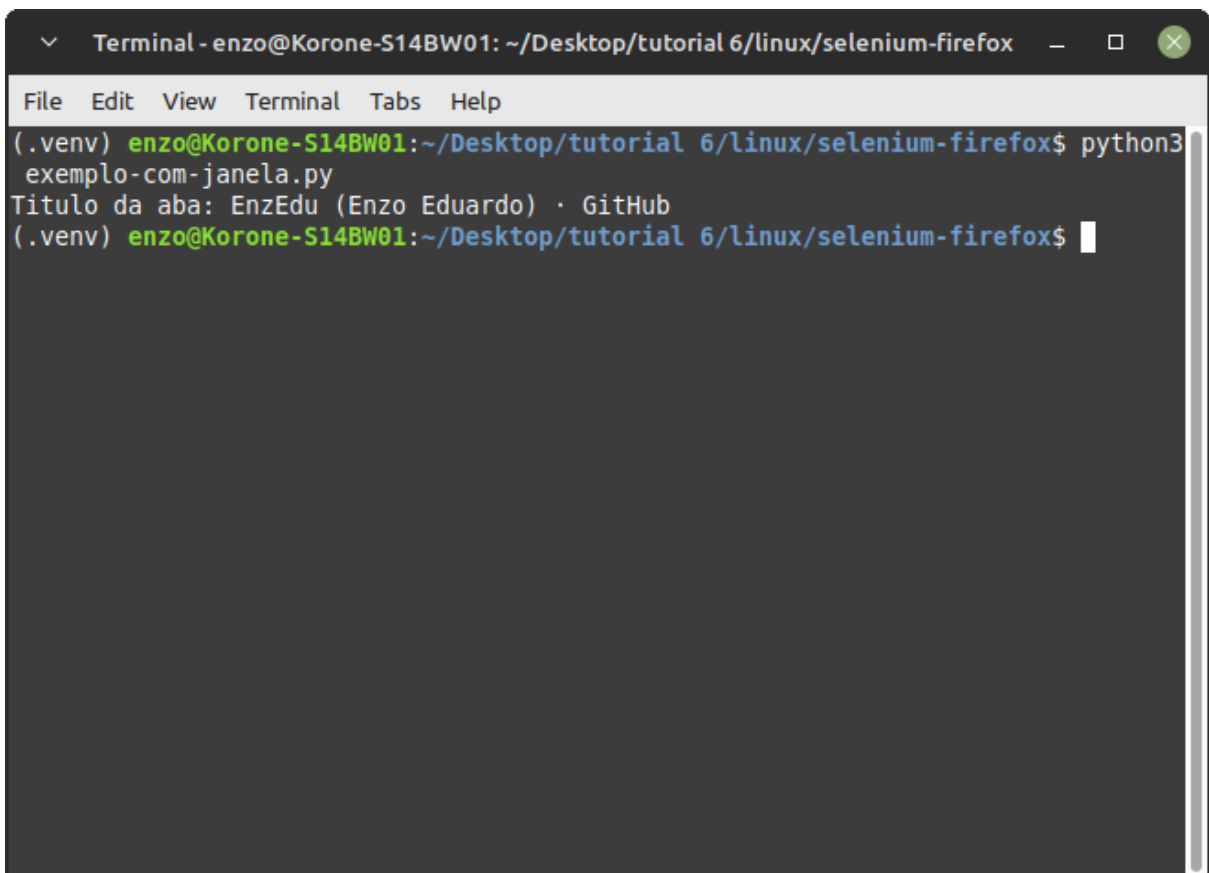 Terminal - enzo@Korone-S14BW01: ~/Desktop/tutorial 6/linux/selenium-firefox
File Edit View Terminal Tabs Help
(.venv) enzo@Korone-S14BW01:~/Desktop/tutorial 6/linux/selenium-firefox$ python3
 exemplo-com-janela.py
Titulo da aba: EnzEdu (Enzo Eduardo) · GitHub
(.venv) enzo@Korone-S14BW01:~/Desktop/tutorial 6/linux/selenium-firefox$